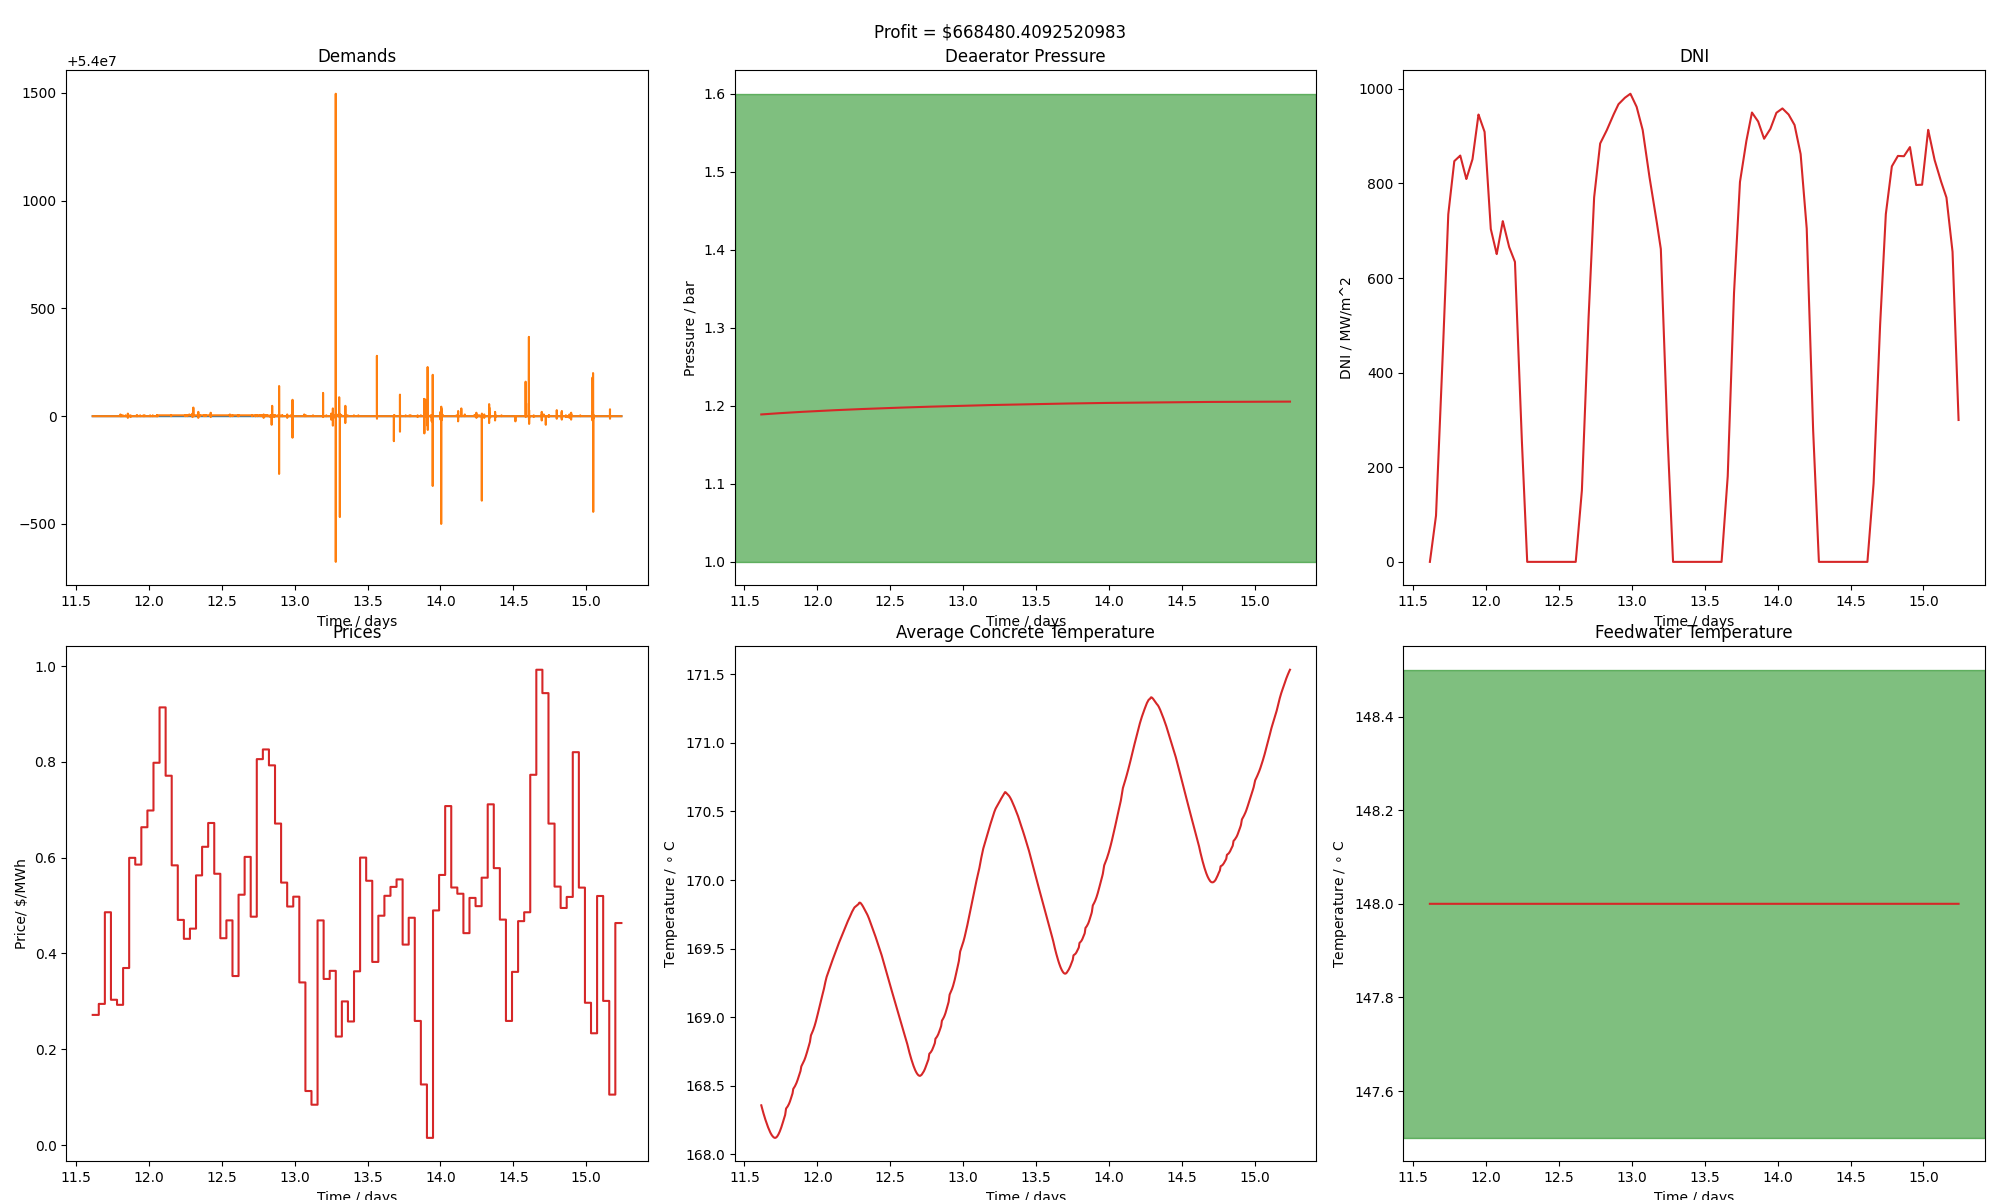 Profit = $668480.4092520983
Demands
+5.4e7
1500
1000
500
0
−500
11.5 12.0 12.5 13.0 13.5 14.0 14.5 15.0
Time / days
Deaerator Pressure
Pressure / bar
1.6
1.5
1.4
1.3
1.2
1.1
1.0
11.5 12.0 12.5 13.0 13.5 14.0 14.5 15.0
Time / days
DNI
DNI / MW/m^2
1000
800
600
400
200
0
11.5 12.0 12.5 13.0 13.5 14.0 14.5 15.0
Time / days
Prices
Price/ $/MWh
1.0
0.8
0.6
0.4
0.2
0.0
11.5 12.0 12.5 13.0 13.5 14.0 14.5 15.0
Time / days
Average Concrete Temperature
Temperature / ∘ C
171.5
171.0
170.5
170.0
169.5
169.0
168.5
168.0
11.5 12.0 12.5 13.0 13.5 14.0 14.5 15.0
Time / days
Feedwater Temperature
Temperature / ∘ C
148.4
148.2
148.0
147.8
147.6
11.5 12.0 12.5 13.0 13.5 14.0 14.5 15.0
Time / days